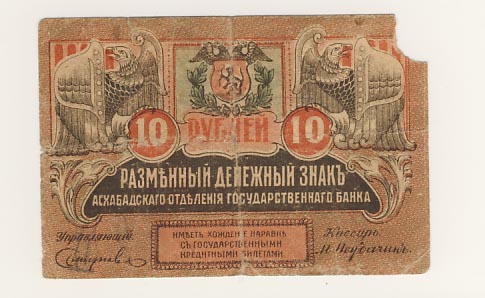 10 РУБЛЕЙ 10
РАЗМѢННЫЙ ДЕНЕЖНЫЙ ЗНАКЪ
АСХАБАДСКАГО ОТДѢЛЕНІЯ ГОСУДАРСТВЕННАГО БАНКА
Управляющій
ИМѢЕТЪ ХОЖДЕНІЕ НАРАВНѢ
СЪ ГОСУДАРСТВЕННЫМИ
КРЕДИТНЫМИ БИЛЕТАМИ.
Кассиръ